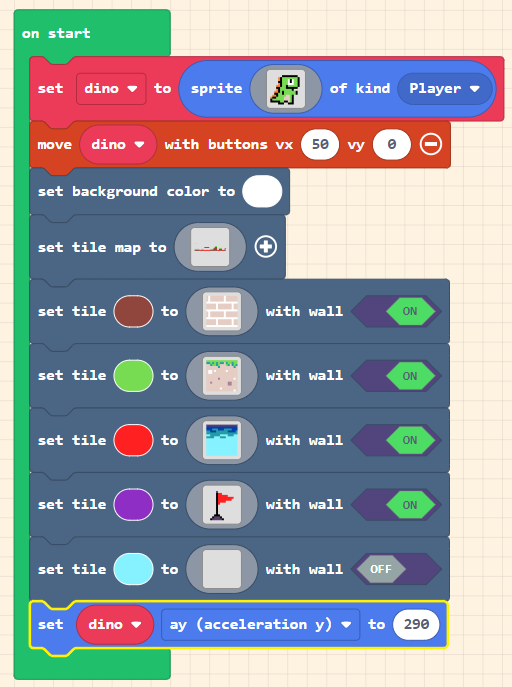 on start
set dino to sprite of kind Player
move dino with buttons vx 50 vy 0
set background color to
set tile map to
set tile to with wall ON
set tile to with wall ON
set tile to with wall ON
set tile to with wall ON
set tile to with wall OFF
set dino ay (acceleration y) to 290